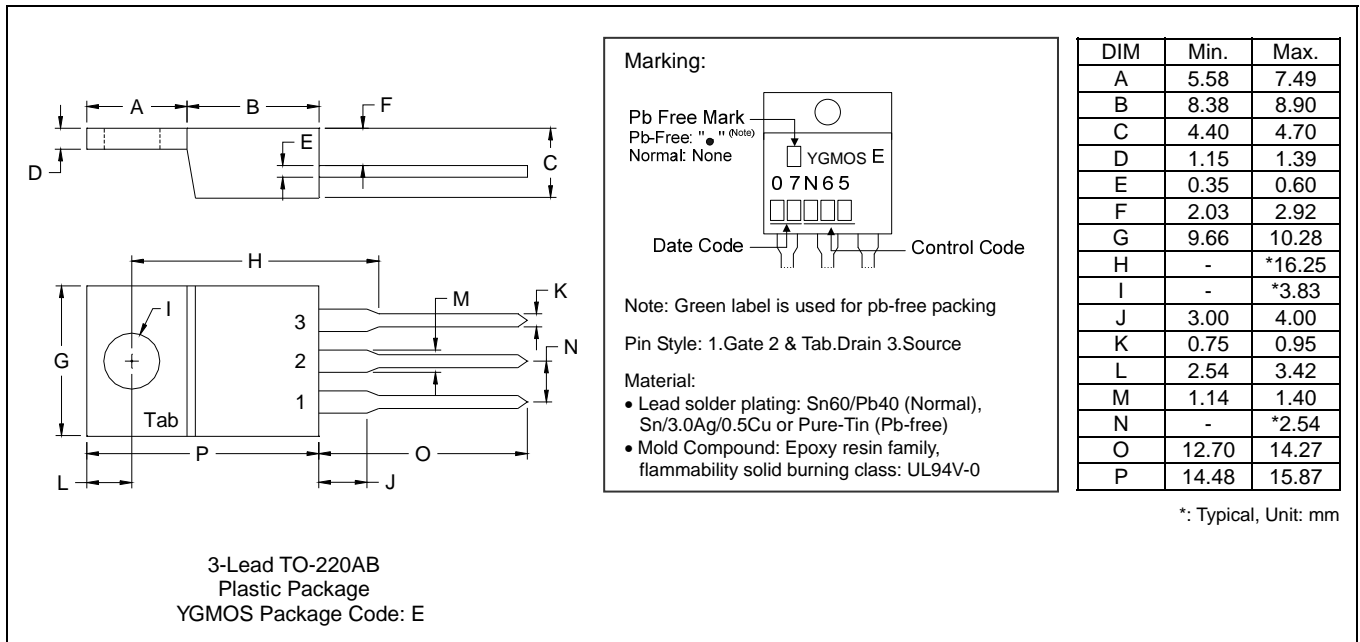 A
B
F
E
D
C
H
I
G
M
K
N
3
2
1
Tab
P
O
L
J
3-Lead TO-220AB
Plastic Package
YGMOS Package Code: E
Marking:
Pb Free Mark
Pb-Free: "●" (Note)
Normal: None
YGMOS E
07N65
Date Code
Control Code
Note: Green label is used for pb-free packing
Pin Style: 1.Gate 2 & Tab.Drain 3.Source
Material:
• Lead solder plating: Sn60/Pb40 (Normal),
Sn/3.0Ag/0.5Cu or Pure-Tin (Pb-free)
• Mold Compound: Epoxy resin family,
flammability solid burning class: UL94V-0
DIM Min. Max.
A 5.58 7.49
B 8.38 8.90
C 4.40 4.70
D 1.15 1.39
E 0.35 0.60
F 2.03 2.92
G 9.66 10.28
H - *16.25
I - *3.83
J 3.00 4.00
K 0.75 0.95
L 2.54 3.42
M 1.14 1.40
N - *2.54
O 12.70 14.27
P 14.48 15.87
*: Typical, Unit: mm